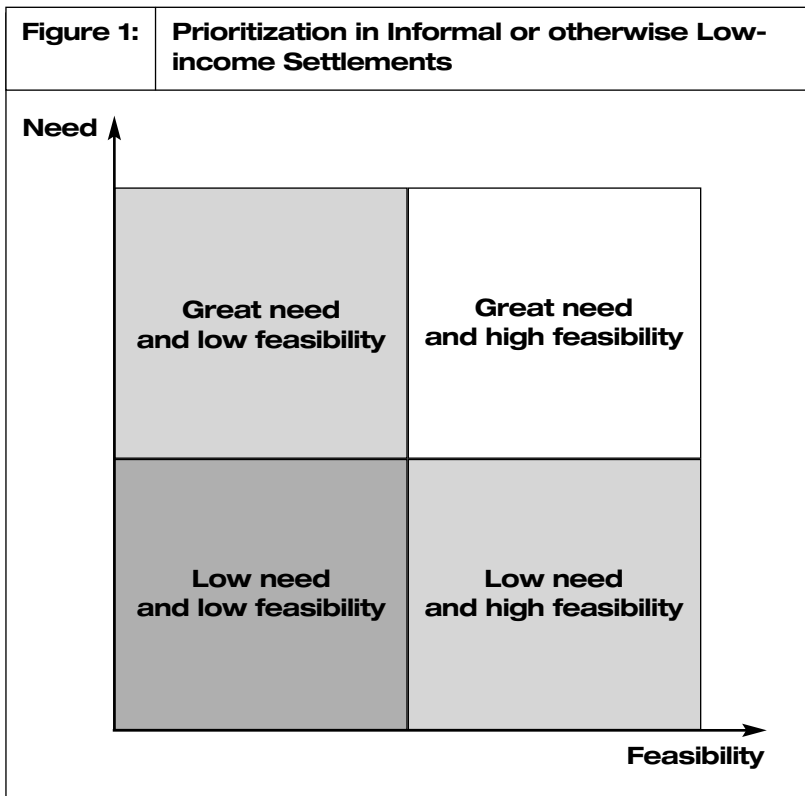 Figure 1:
Prioritization in Informal or otherwise Low-
income Settlements
Need
Great need
and low feasibility
Great need
and high feasibility
Low need
and low feasibility
Low need
and high feasibility
Feasibility